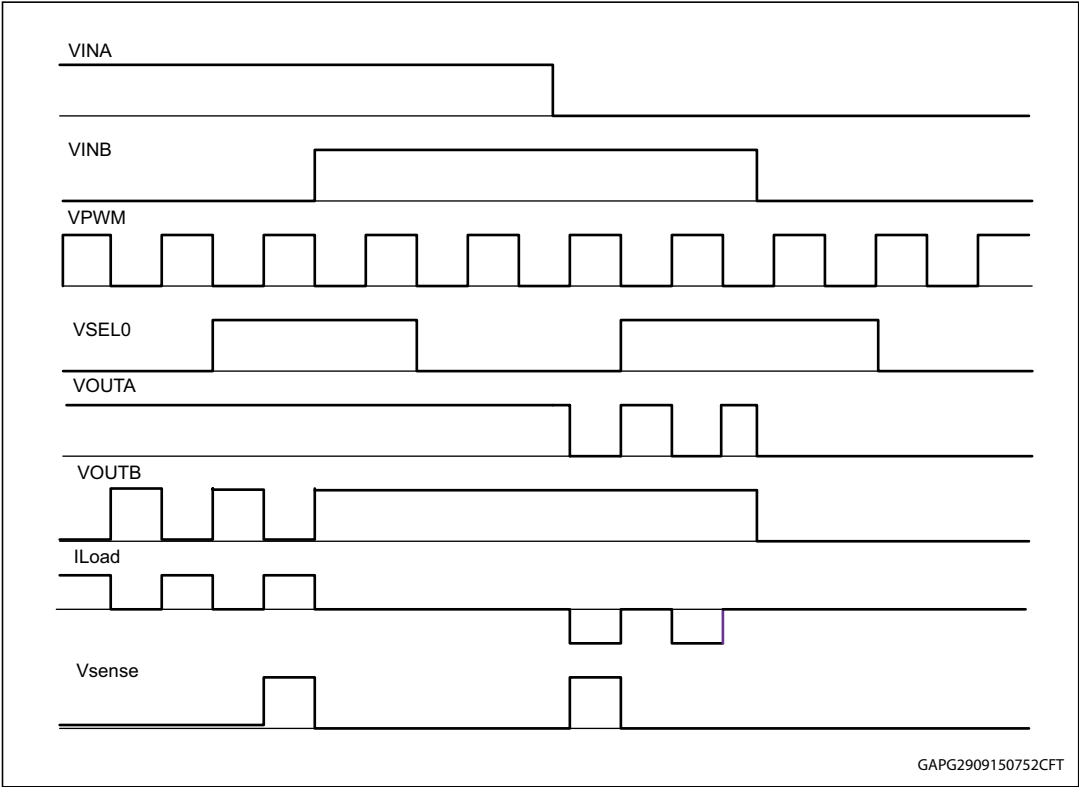 VINA
VINB
VPWM
VSEL0
VOUTA
VOUTB
ILoad
Vsense
GAPG2909150752CFT